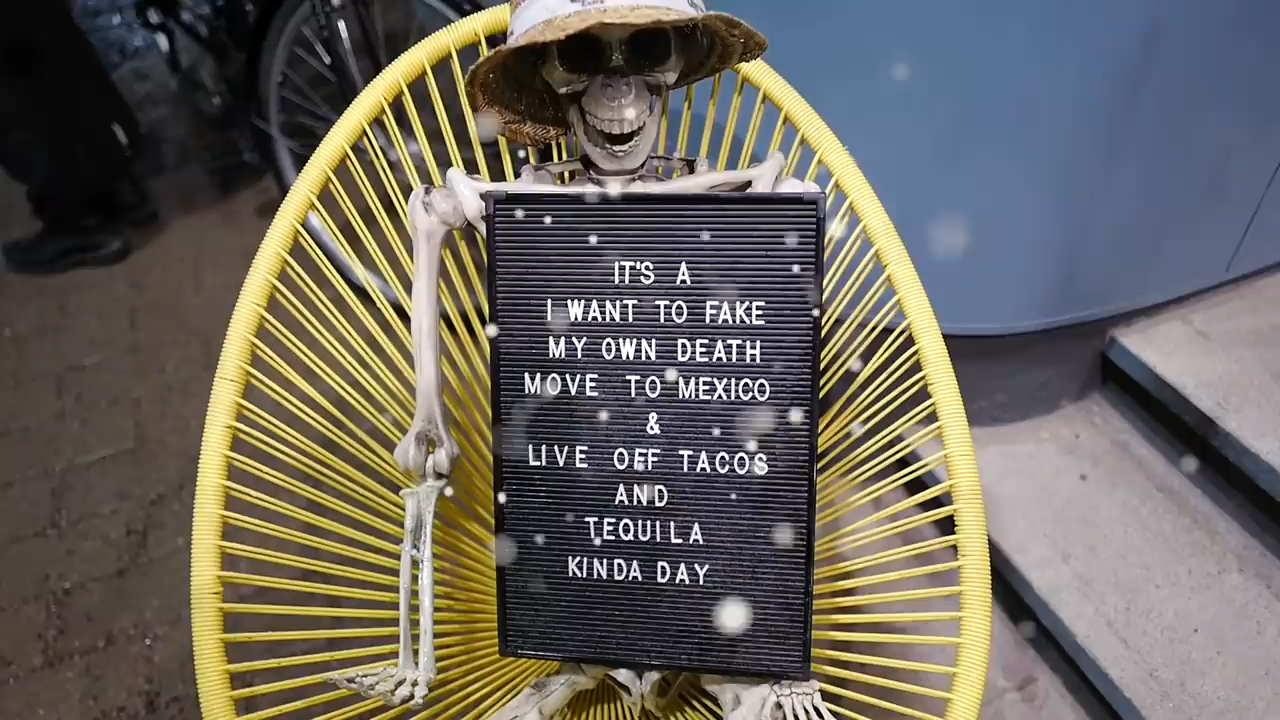 IT'S A
I WANT TO FAKE
MY OWN DEATH
MOVE TO MEXICO
&
LIVE OFF TACOS
AND
TEQUILA
KINDA DAY